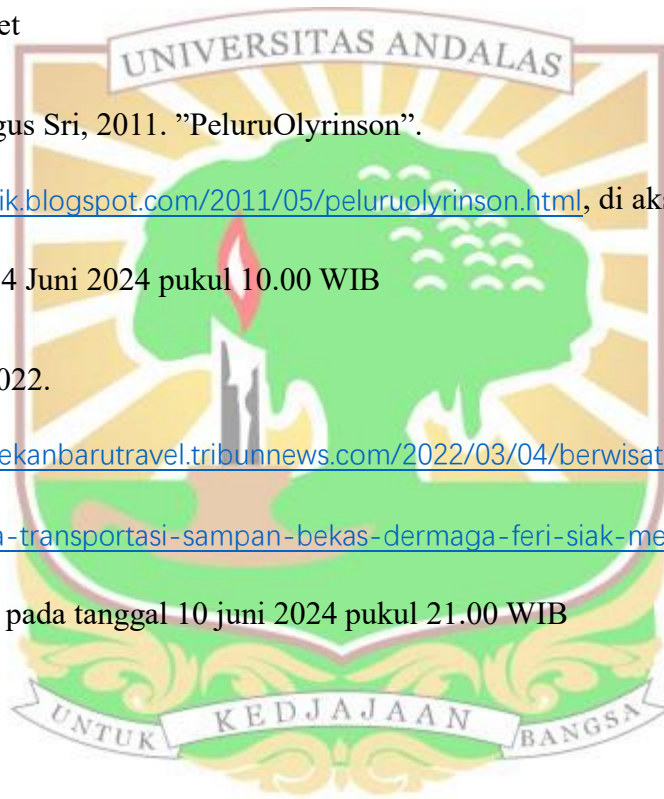 et
UNIVERSITAS ANDALAS
gus Sri, 2011. ”PeluruOlyrinson”.
ik.blogspot.com/2011/05/peluruolyrinson.html, di aks
4 Juni 2024 pukul 10.00 WIB
022.
ekanbarutravel.tribunnews.com/2022/03/04/berwisat
a-transportasi-sampan-bekas-dermaga-feri-siak-me
pada tanggal 10 juni 2024 pukul 21.00 WIB
UNTUK KEDJAJAAN BANGSA